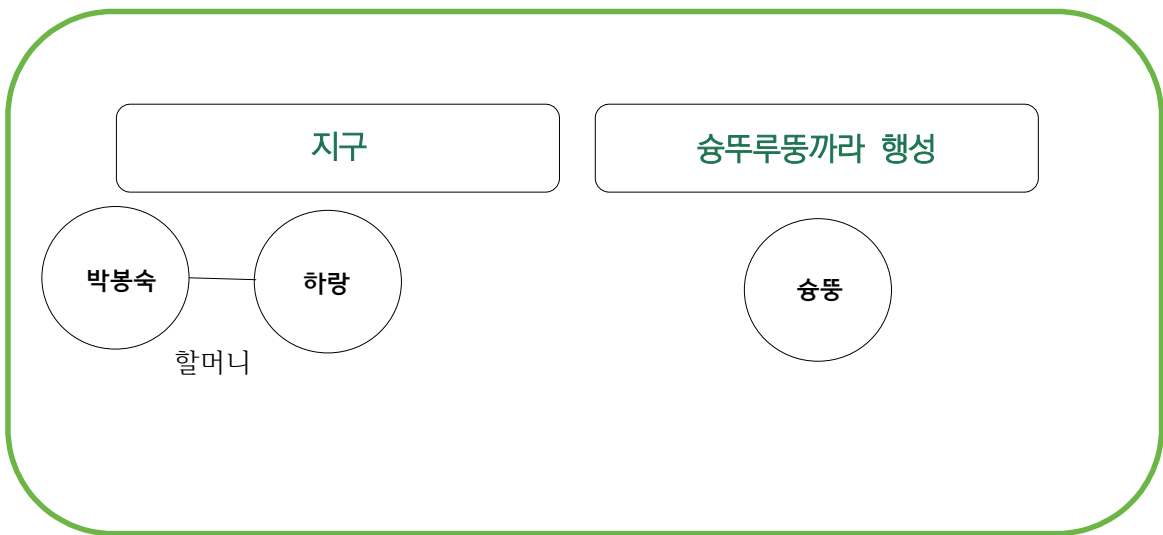 지구
슝뚜루뚱까라 행성
박봉숙
하랑
슝뚱
할머니